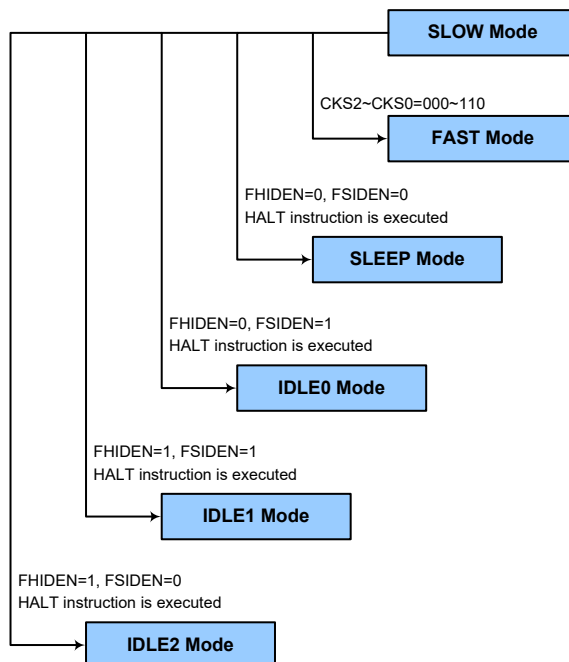 SLOW Mode
CKS2~CKS0=000~110
FAST Mode
FHIDEN=0, FSIDEN=0
HALT instruction is executed
SLEEP Mode
FHIDEN=0, FSIDEN=1
HALT instruction is executed
IDLE0 Mode
FHIDEN=1, FSIDEN=1
HALT instruction is executed
IDLE1 Mode
FHIDEN=1, FSIDEN=0
HALT instruction is executed
IDLE2 Mode